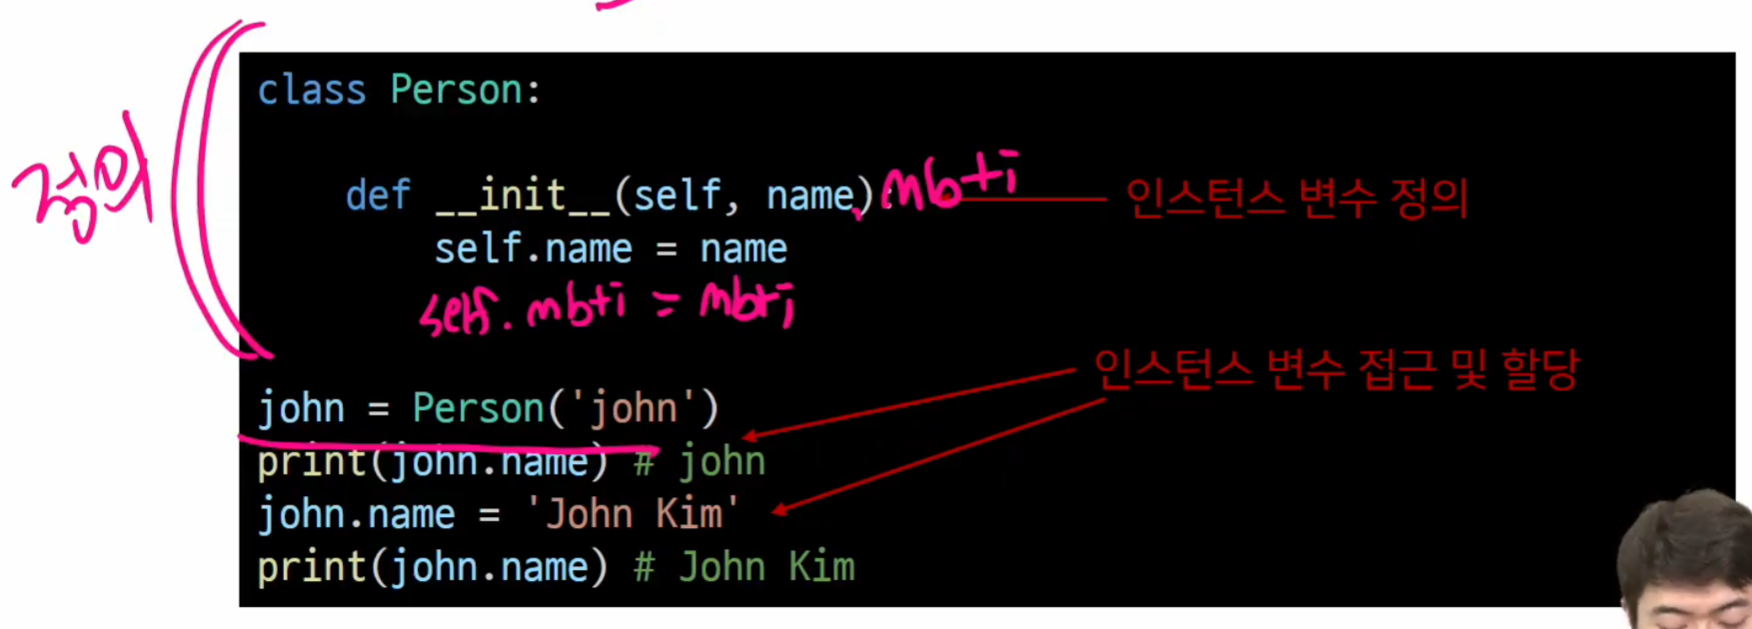 class Person:
정의
def __init__(self, name, mbti):
인스턴스 변수 정의
self.name = name
self.mbti = mbti
인스턴스 변수 접근 및 할당
john = Person('john')
print(john.name) # john
john.name = 'John Kim'
print(john.name) # John Kim